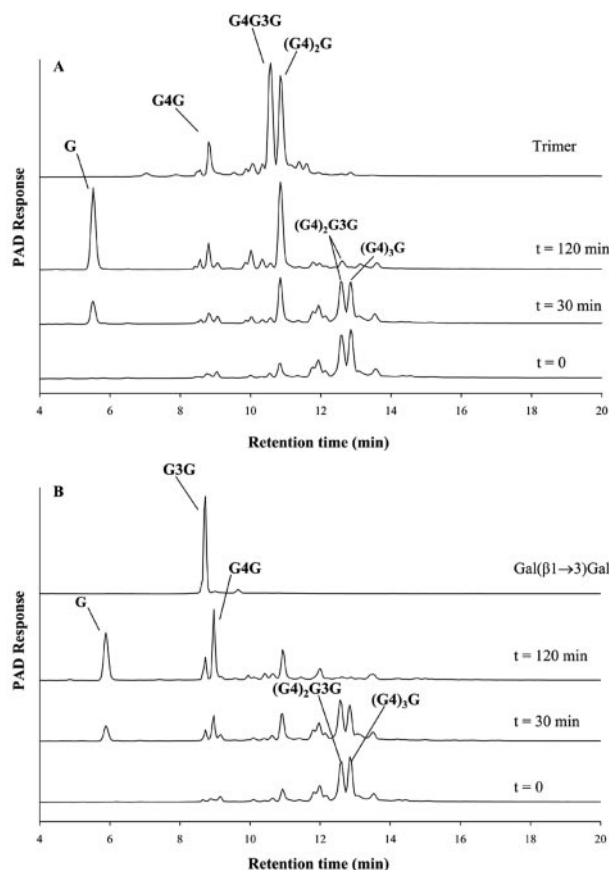 A
G4G3G
(G4)₂G
G4G
G
Trimer
(G4)₂G3G
(G4)₃G
t = 120 min
t = 30 min
t = 0
PAD Response
4 6 8 10 12 14 16 18 20
Retention time (min)
B
G3G
G4G
G
Gal(β1→3)Gal
t = 120 min
(G4)₂G3G
(G4)₃G
t = 30 min
t = 0
PAD Response
4 6 8 10 12 14 16 18 20
Retention time (min)